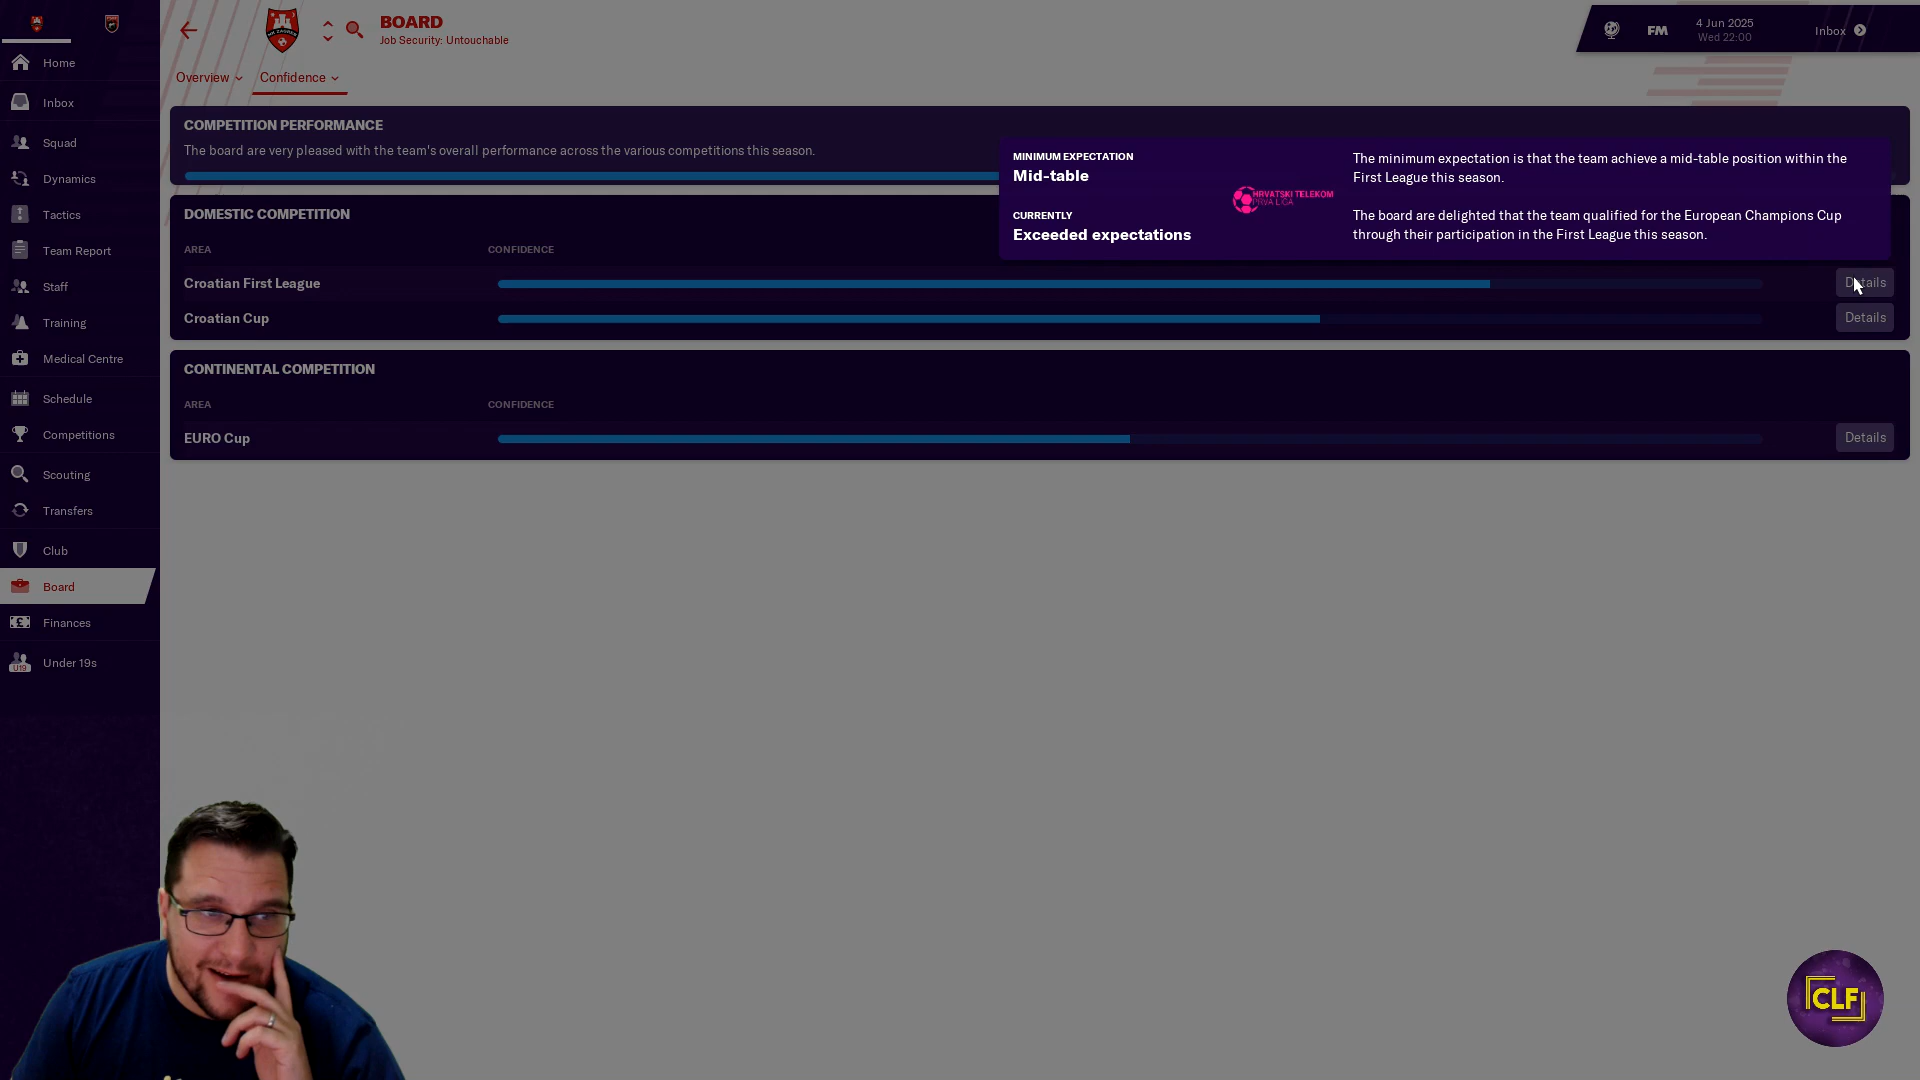 BOARD
Job Security: Untouchable
4 Jun 2025
Wed 22:00
FM
Inbox
Home
Inbox
Squad
Dynamics
Tactics
Team Report
Staff
Training
Medical Centre
Schedule
Competitions
Scouting
Transfers
Club
Board
Finances
U19
Under 19s
Overview
Confidence
COMPETITION PERFORMANCE
The board are very pleased with the team's overall performance across the various competitions this season.
MINIMUM EXPECTATION
Mid-table
CURRENTLY
Exceeded expectations
HRVATSKI TELEKOM
PRVA LIGA
The minimum expectation is that the team achieve a mid-table position within the
First League this season.
The board are delighted that the team qualified for the European Champions Cup
through their participation in the First League this season.
DOMESTIC COMPETITION
AREA CONFIDENCE
Croatian First League Details
Croatian Cup Details
CONTINENTAL COMPETITION
AREA CONFIDENCE
EURO Cup Details
CLF